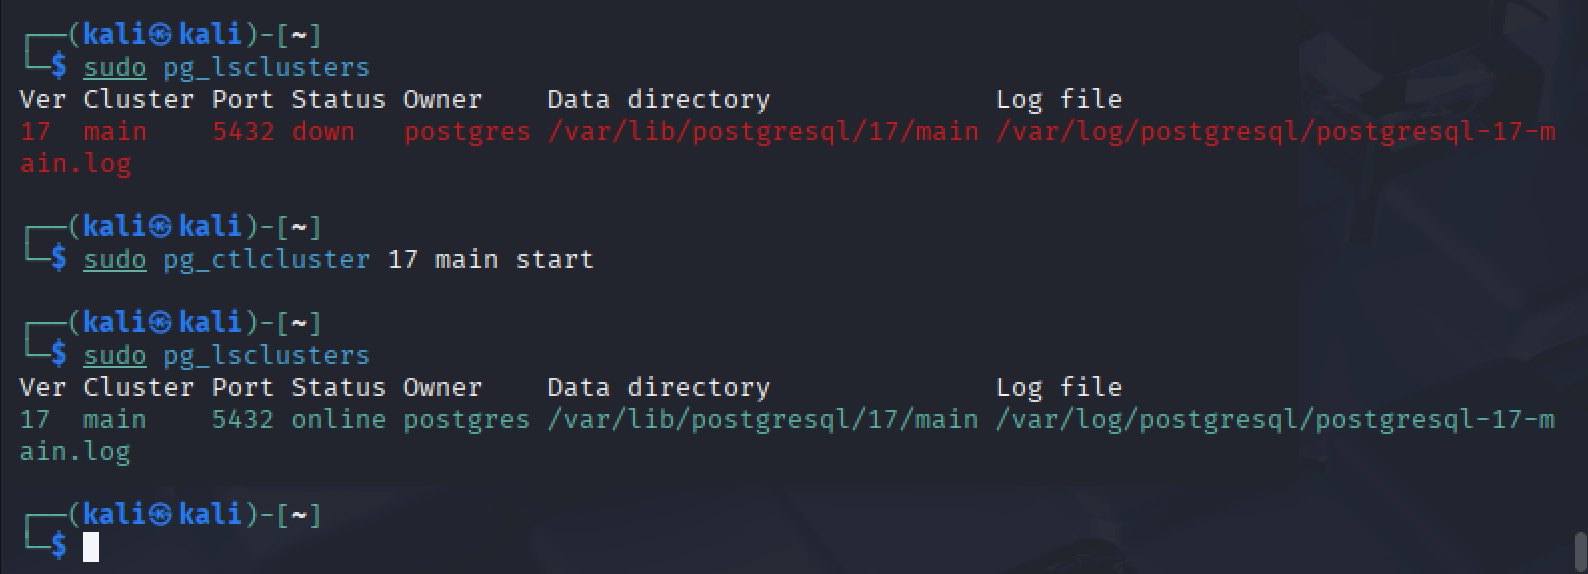 ┌──(kali㉿kali)-[~]
└─$ sudo pg_lsclusters
Ver Cluster Port Status Owner    Data directory              Log file
17  main    5432 down   postgres /var/lib/postgresql/17/main /var/log/postgresql/postgresql-17-m
ain.log
┌──(kali㉿kali)-[~]
└─$ sudo pg_ctlcluster 17 main start
┌──(kali㉿kali)-[~]
└─$ sudo pg_lsclusters
Ver Cluster Port Status Owner    Data directory              Log file
17  main    5432 online postgres /var/lib/postgresql/17/main /var/log/postgresql/postgresql-17-m
ain.log
┌──(kali㉿kali)-[~]
└─$